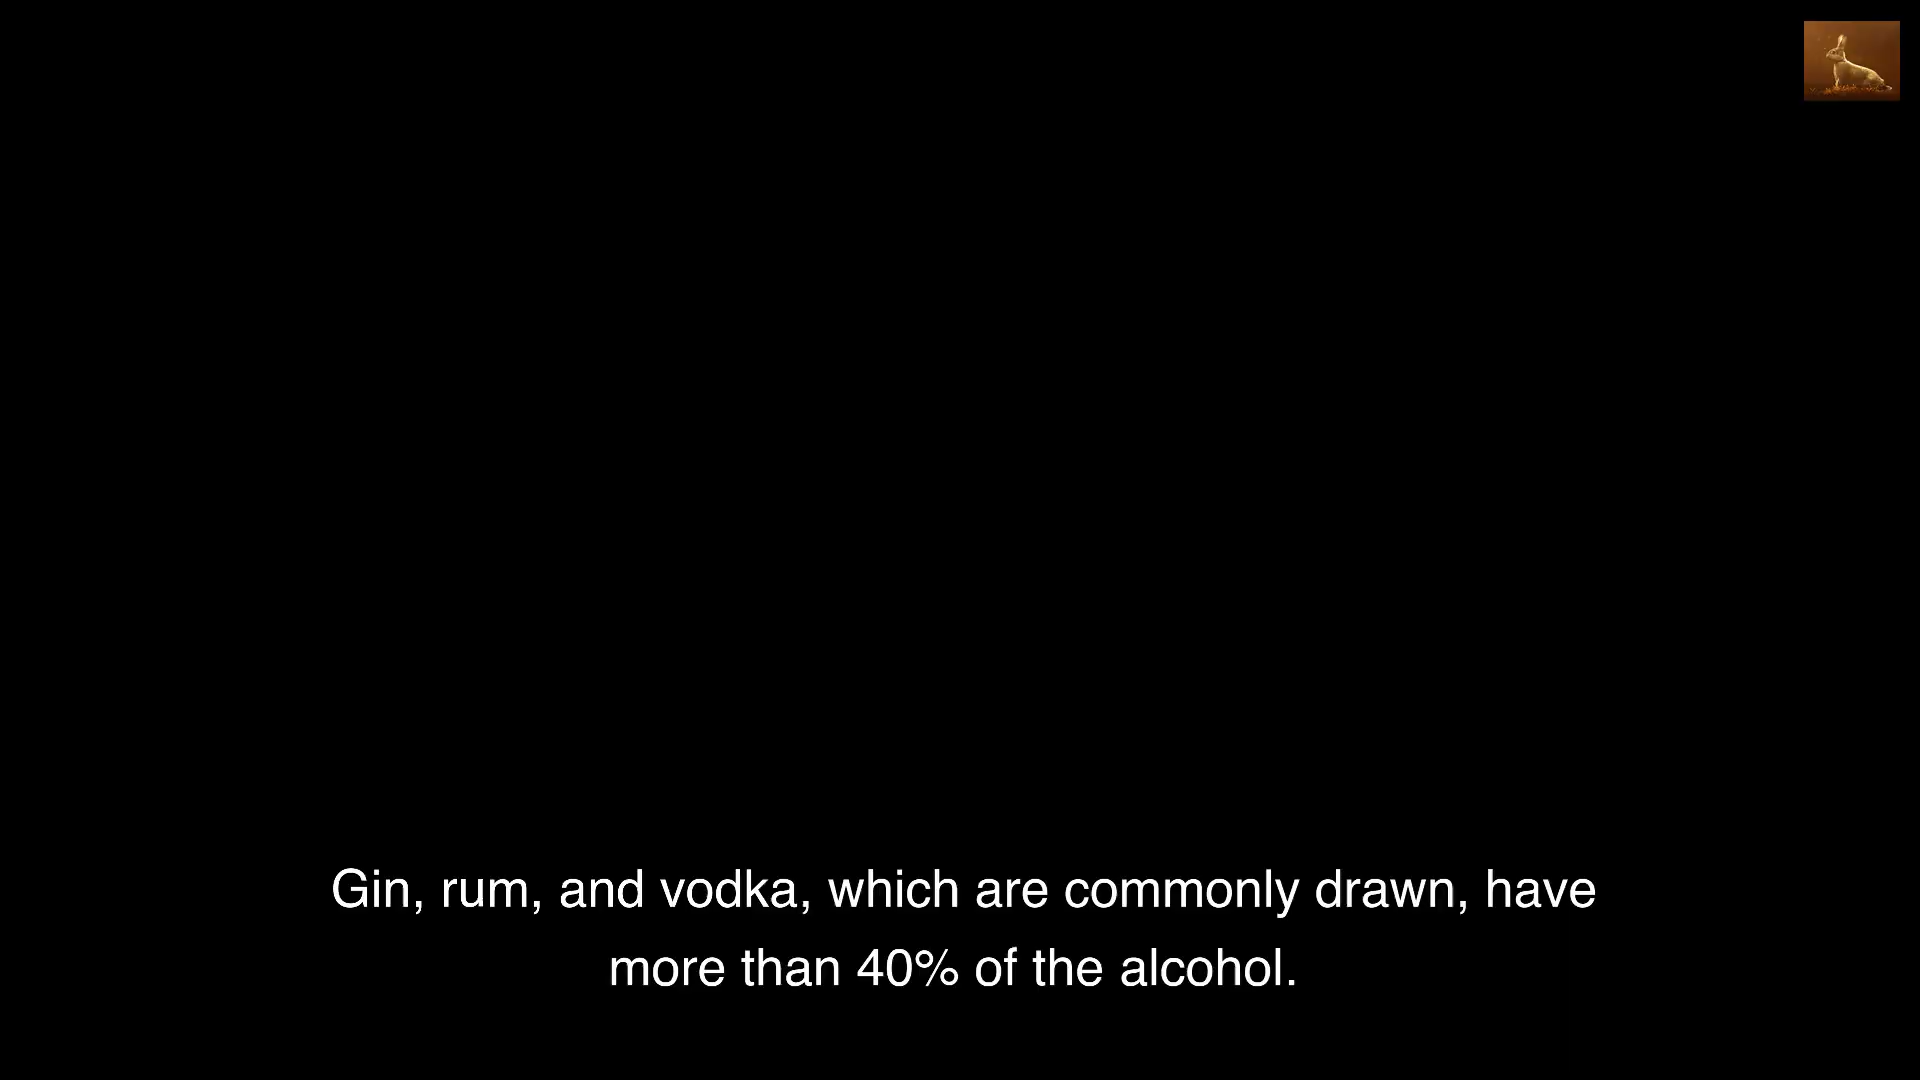 Gin, rum, and vodka, which are commonly drawn, have
more than 40% of the alcohol.